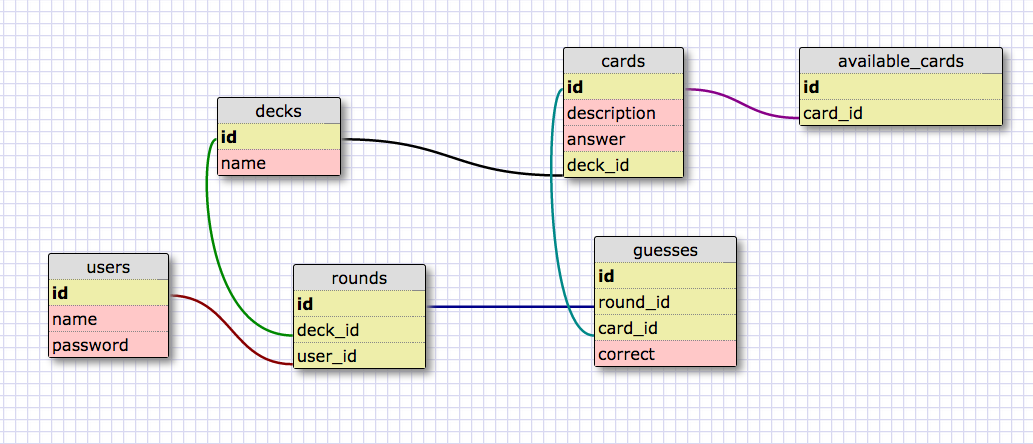 decks
id
name
cards
id
description
answer
deck_id
available_cards
id
card_id
users
id
name
password
rounds
id
deck_id
user_id
guesses
id
round_id
card_id
correct